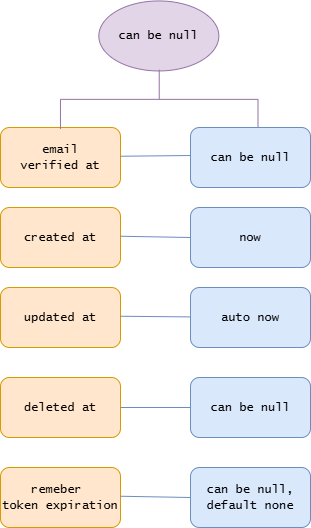 can be null
email
verified at
can be null
created at
now
updated at
auto now
deleted at
can be null
remeber
token expiration
can be null,
default none